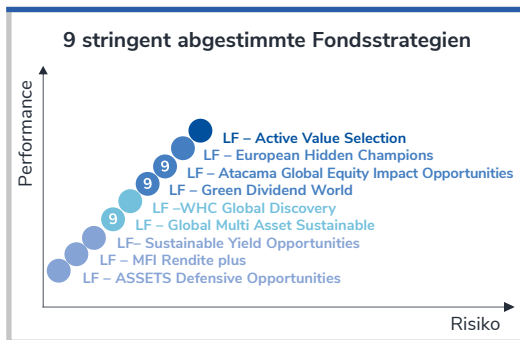 9 stringent abgestimmte Fondsstrategien
Performance
LF – Active Value Selection
LF – European Hidden Champions
9 LF – Atacama Global Equity Impact Opportunities
9 LF – Green Dividend World
LF –WHC Global Discovery
9 LF – Global Multi Asset Sustainable
LF– Sustainable Yield Opportunities
LF – MFI Rendite plus
LF – ASSETS Defensive Opportunities
Risiko